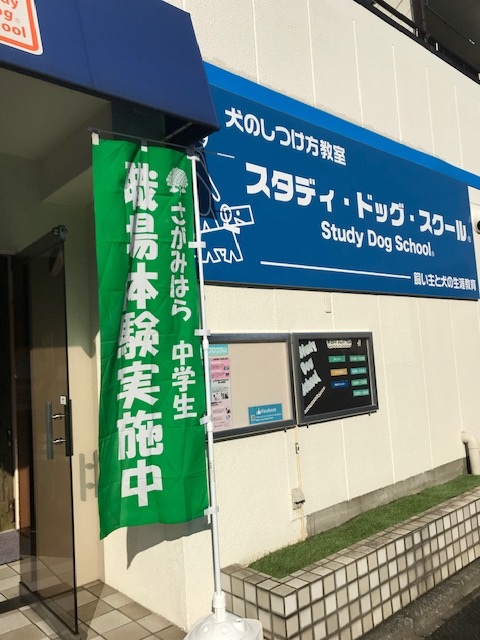 Study
Dog
School
犬のしつけ方教室
スタディ・ドッグ・スクール®
Study Dog School®
飼い主と犬の生涯教育
さがみはら 中学生
職場体験実施中